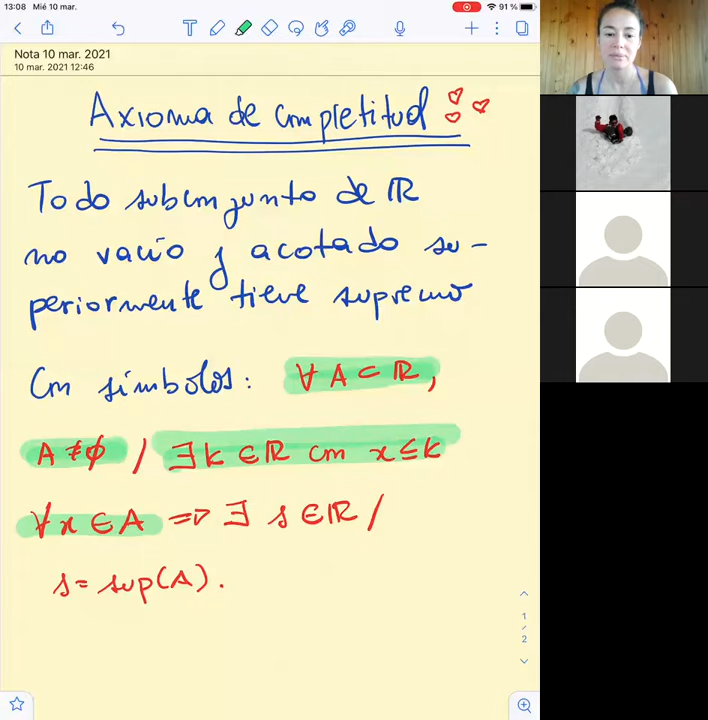 13:08 Mié 10 mar.
91 %
T
Nota 10 mar. 2021
10 mar. 2021 12:46
Axioma de completitud
Todo subconjunto de ℝ
no vacío y acotado su-
periormente tieve supremo
Con símbolos: ∀ A ⊂ ℝ,
A ≠ ∅ / ∃ k ∈ ℝ con x ≤ k
∀ x ∈ A ⇒ ∃ s ∈ ℝ /
s = sup(A).
1
/
2